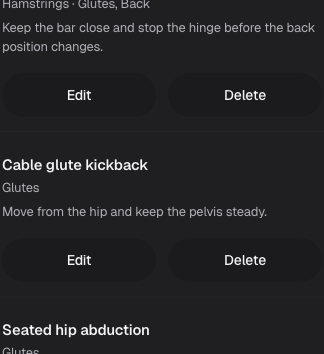 Hamstrings · Glutes, Back
Keep the bar close and stop the hinge before the back
position changes.
Edit Delete
Cable glute kickback
Glutes
Move from the hip and keep the pelvis steady.
Edit Delete
Seated hip abduction
Glutes